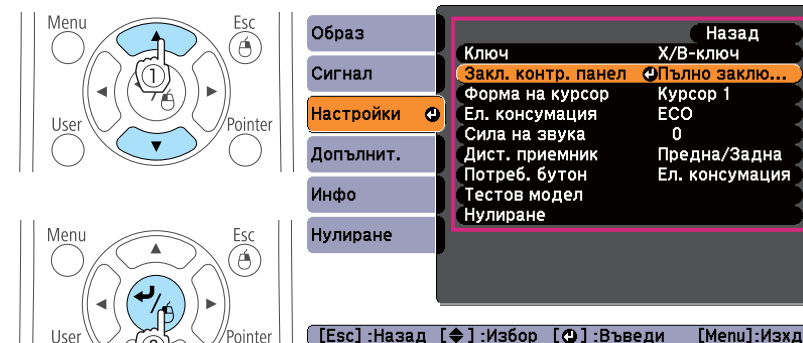 Menu
Esc
1
User
Pointer
Menu
Esc
User
Pointer
Образ
Сигнал
Настройки
Допълнит.
Инфо
Нулиране
Назад
Ключ Х/В-ключ
Закл. контр. панел Пълно заклю...
Форма на курсор Курсор 1
Ел. консумация ECO
Сила на звука 0
Дист. приемник Предна/Задна
Потреб. бутон Ел. консумация
Тестов модел
Нулиране
[Esc] :Назад [◆] :Избор [↵] :Въведи [Menu]:Изхд